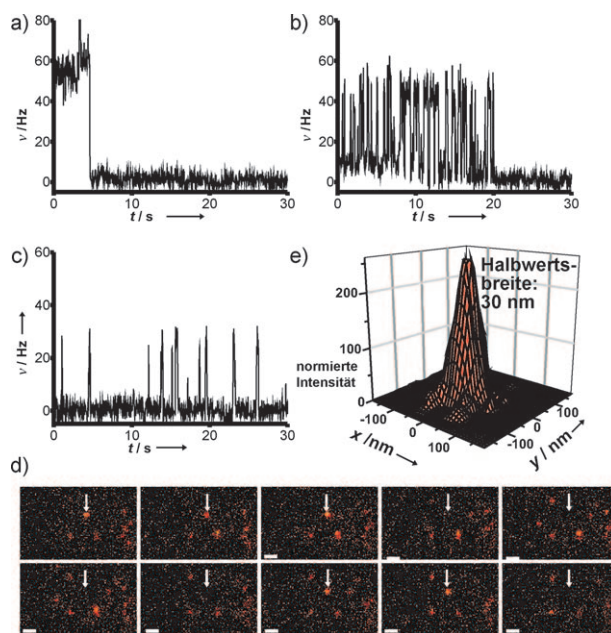 a)
80
60
40
20
0
ν /Hz
0 10 20 30
t / s
b)
80
60
40
20
0
ν /Hz
0 10 20 30
t / s
c)
60
40
20
0
ν / Hz
0 10 20 30
t / s
e)
Halbwerts-
breite:
30 nm
200
100
0
normierte
Intensität
-100
0
100
x /nm
100
0
-100
y / nm
d)